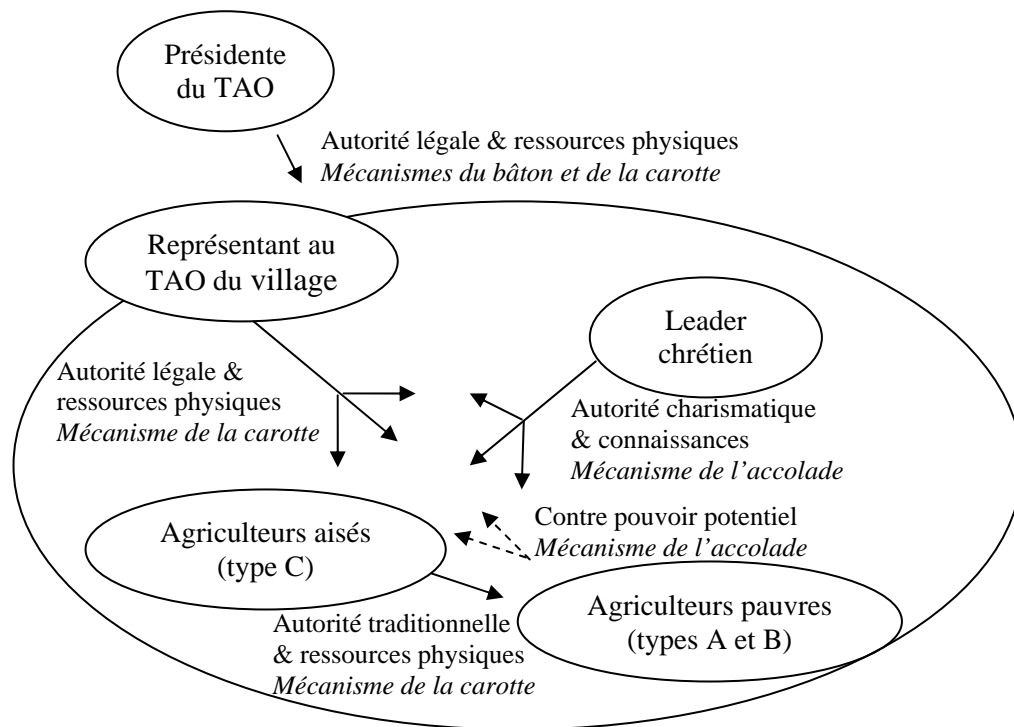 Présidente
du TAO
Autorité légale & ressources physiques
Mécanismes du bâton et de la carotte
Représentant au
TAO du village
Leader
chrétien
Autorité légale &
ressources physiques
Mécanisme de la carotte
Autorité charismatique
& connaissances
Mécanisme de l’accolade
Agriculteurs aisés
(type C)
Contre pouvoir potentiel
Mécanisme de l’accolade
Agriculteurs pauvres
(types A et B)
Autorité traditionnelle
& ressources physiques
Mécanisme de la carotte